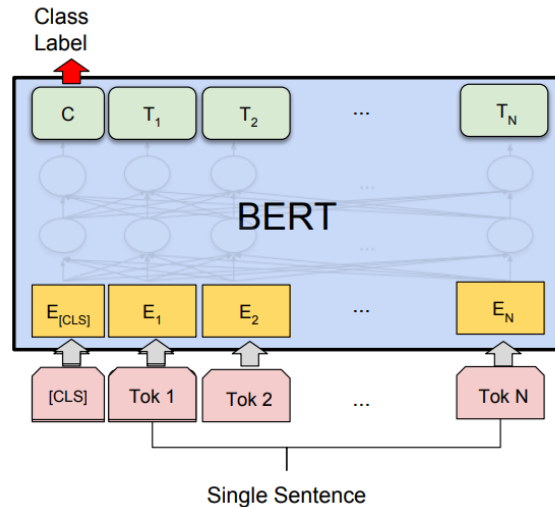 Class
Label
C T1 T2 ... TN
...
BERT
...
E[CLS] E1 E2 ... EN
[CLS] Tok 1 Tok 2 ... Tok N
Single Sentence